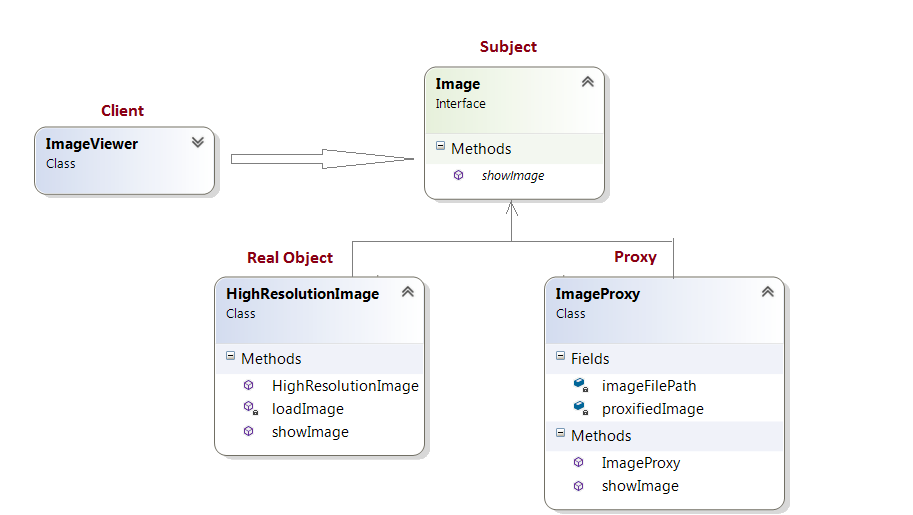 Subject
Image
Interface
Methods
showImage
Client
ImageViewer
Class
Real Object
HighResolutionImage
Class
Methods
HighResolutionImage
loadImage
showImage
Proxy
ImageProxy
Class
Fields
imageFilePath
proxifiedImage
Methods
ImageProxy
showImage